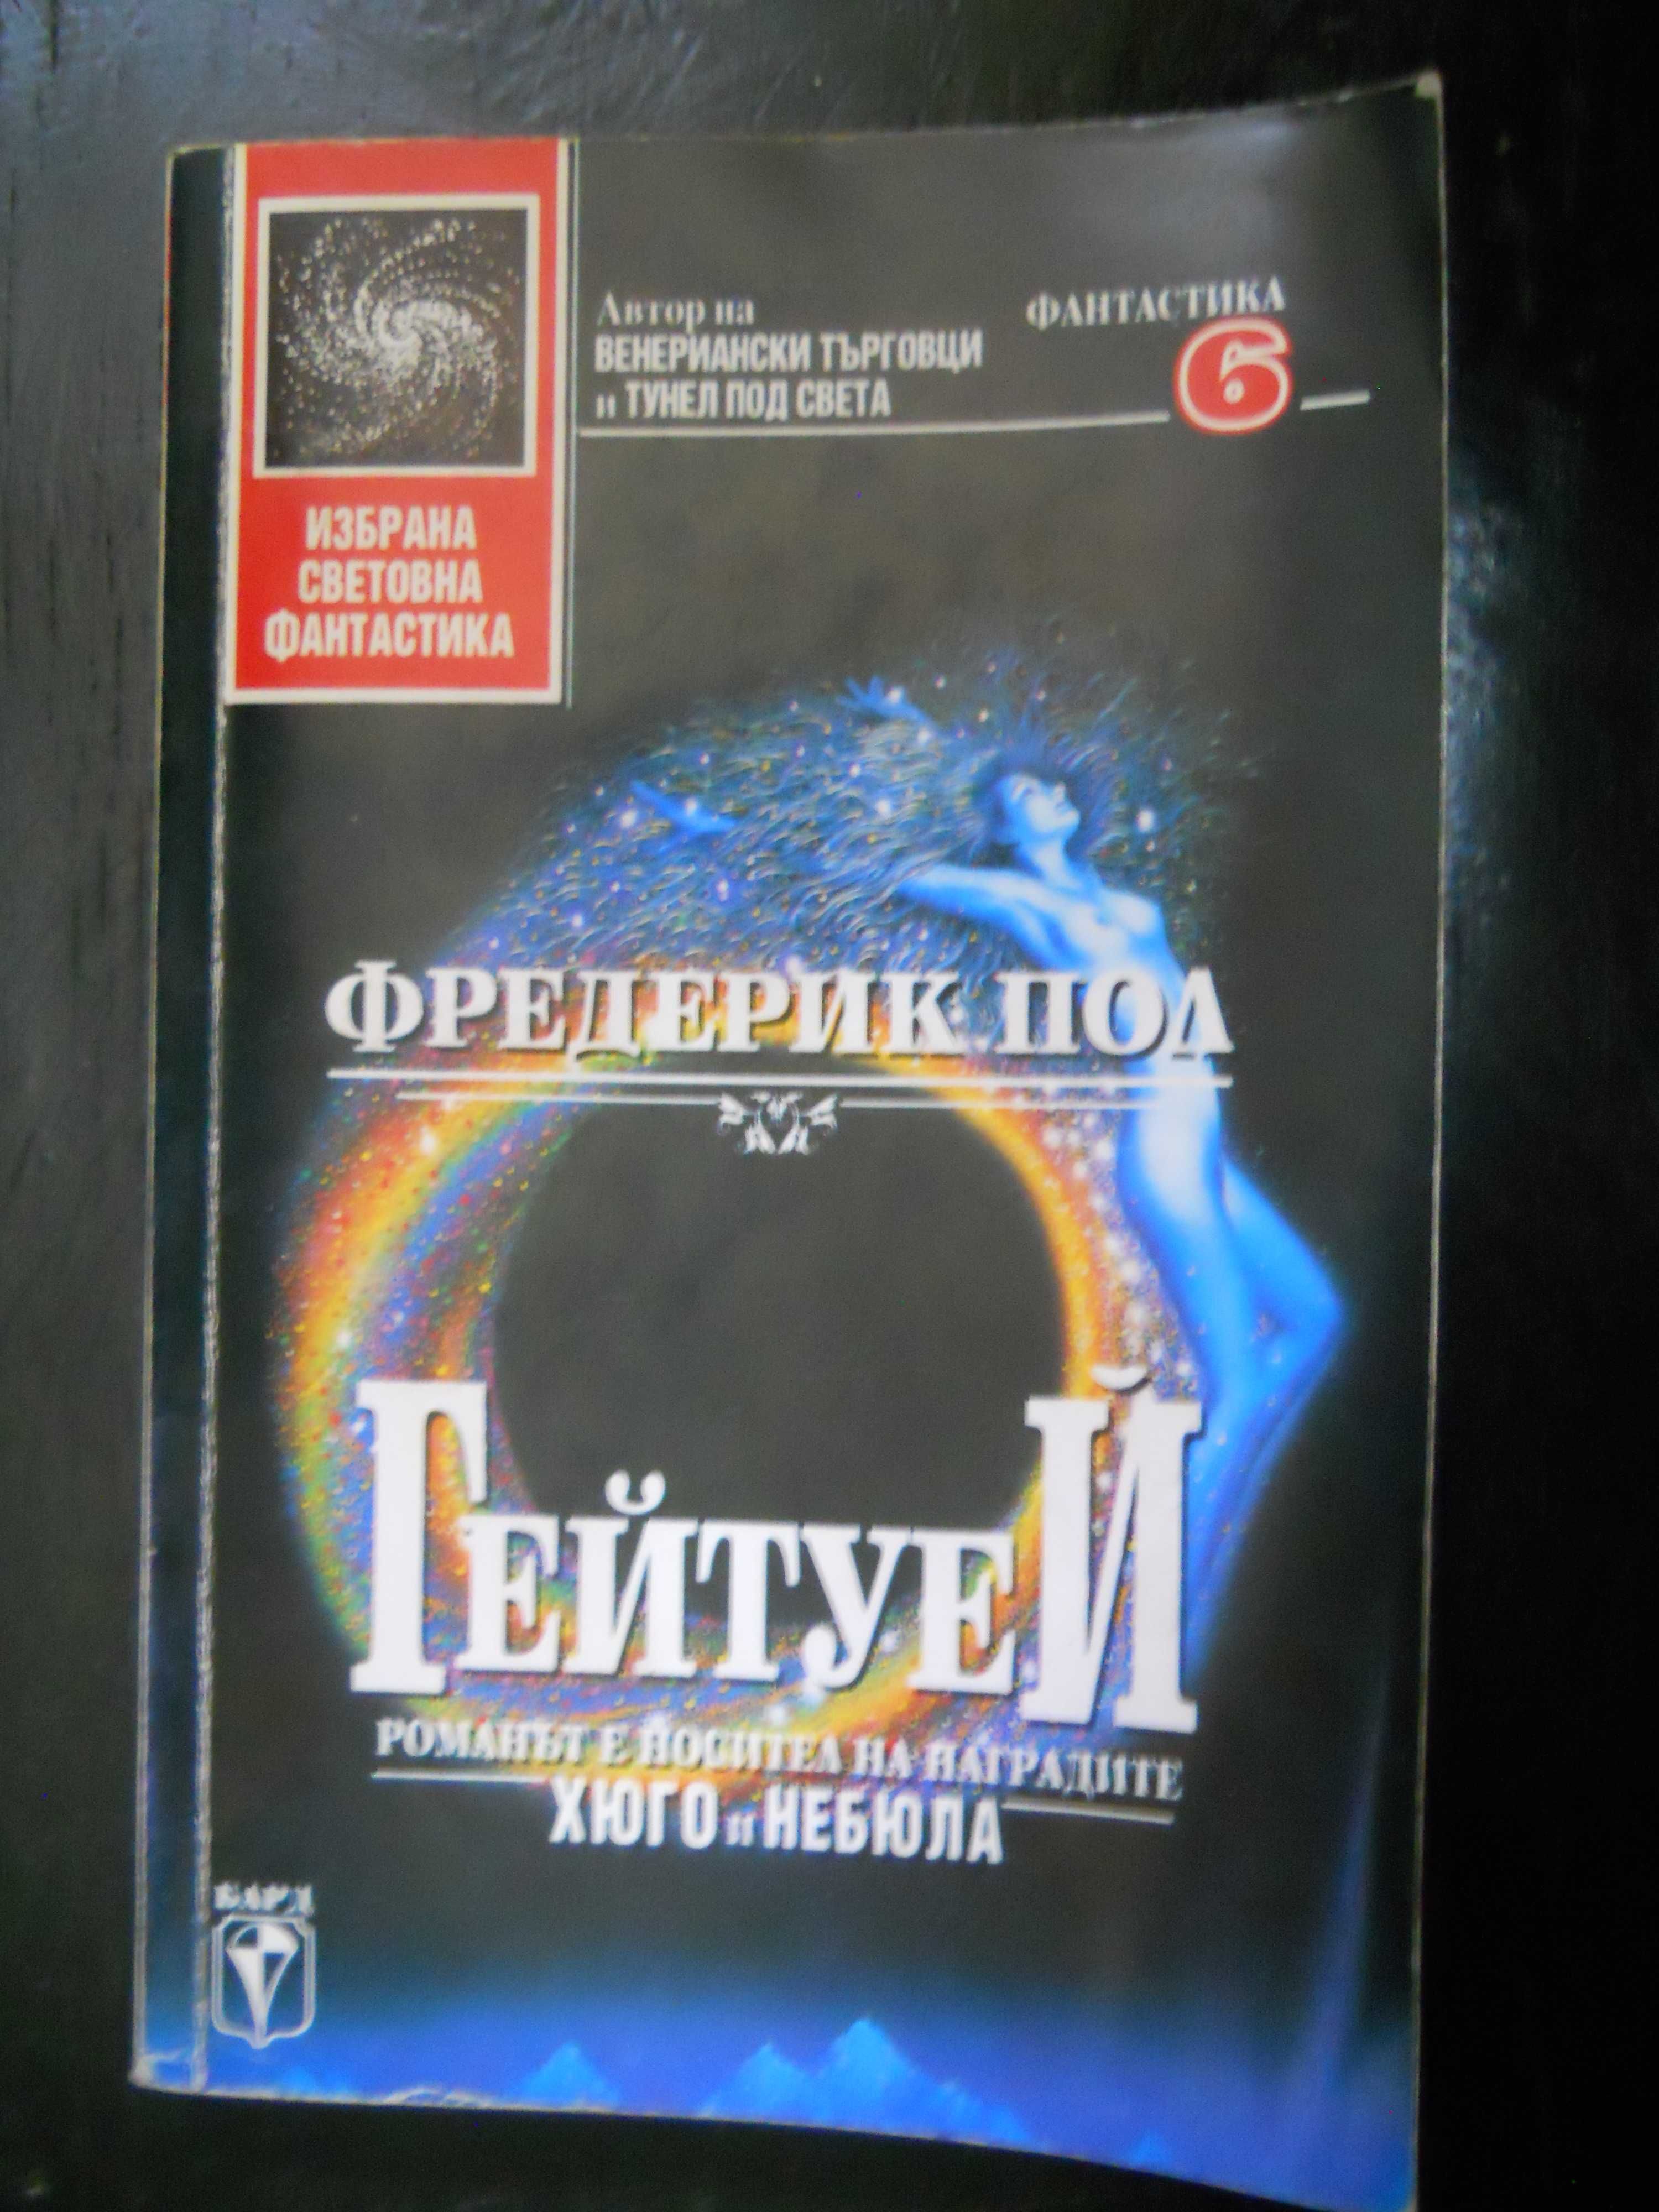 ИЗБРАНА
СВЕТОВНА
ФАНТАСТИКА
Автор на
ВЕНЕРИАНСКИ ТЪРГОВЦИ
и ТУНЕЛ ПОД СВЕТА
ФАНТАСТИКА
6
ФРЕДЕРИК ПОЛ
ГЕЙТУЕЙ
РОМАНЪТ Е НОСИТЕЛ НА НАГРАДИТЕ
ХЮГО и НЕБЮЛА
БАРД